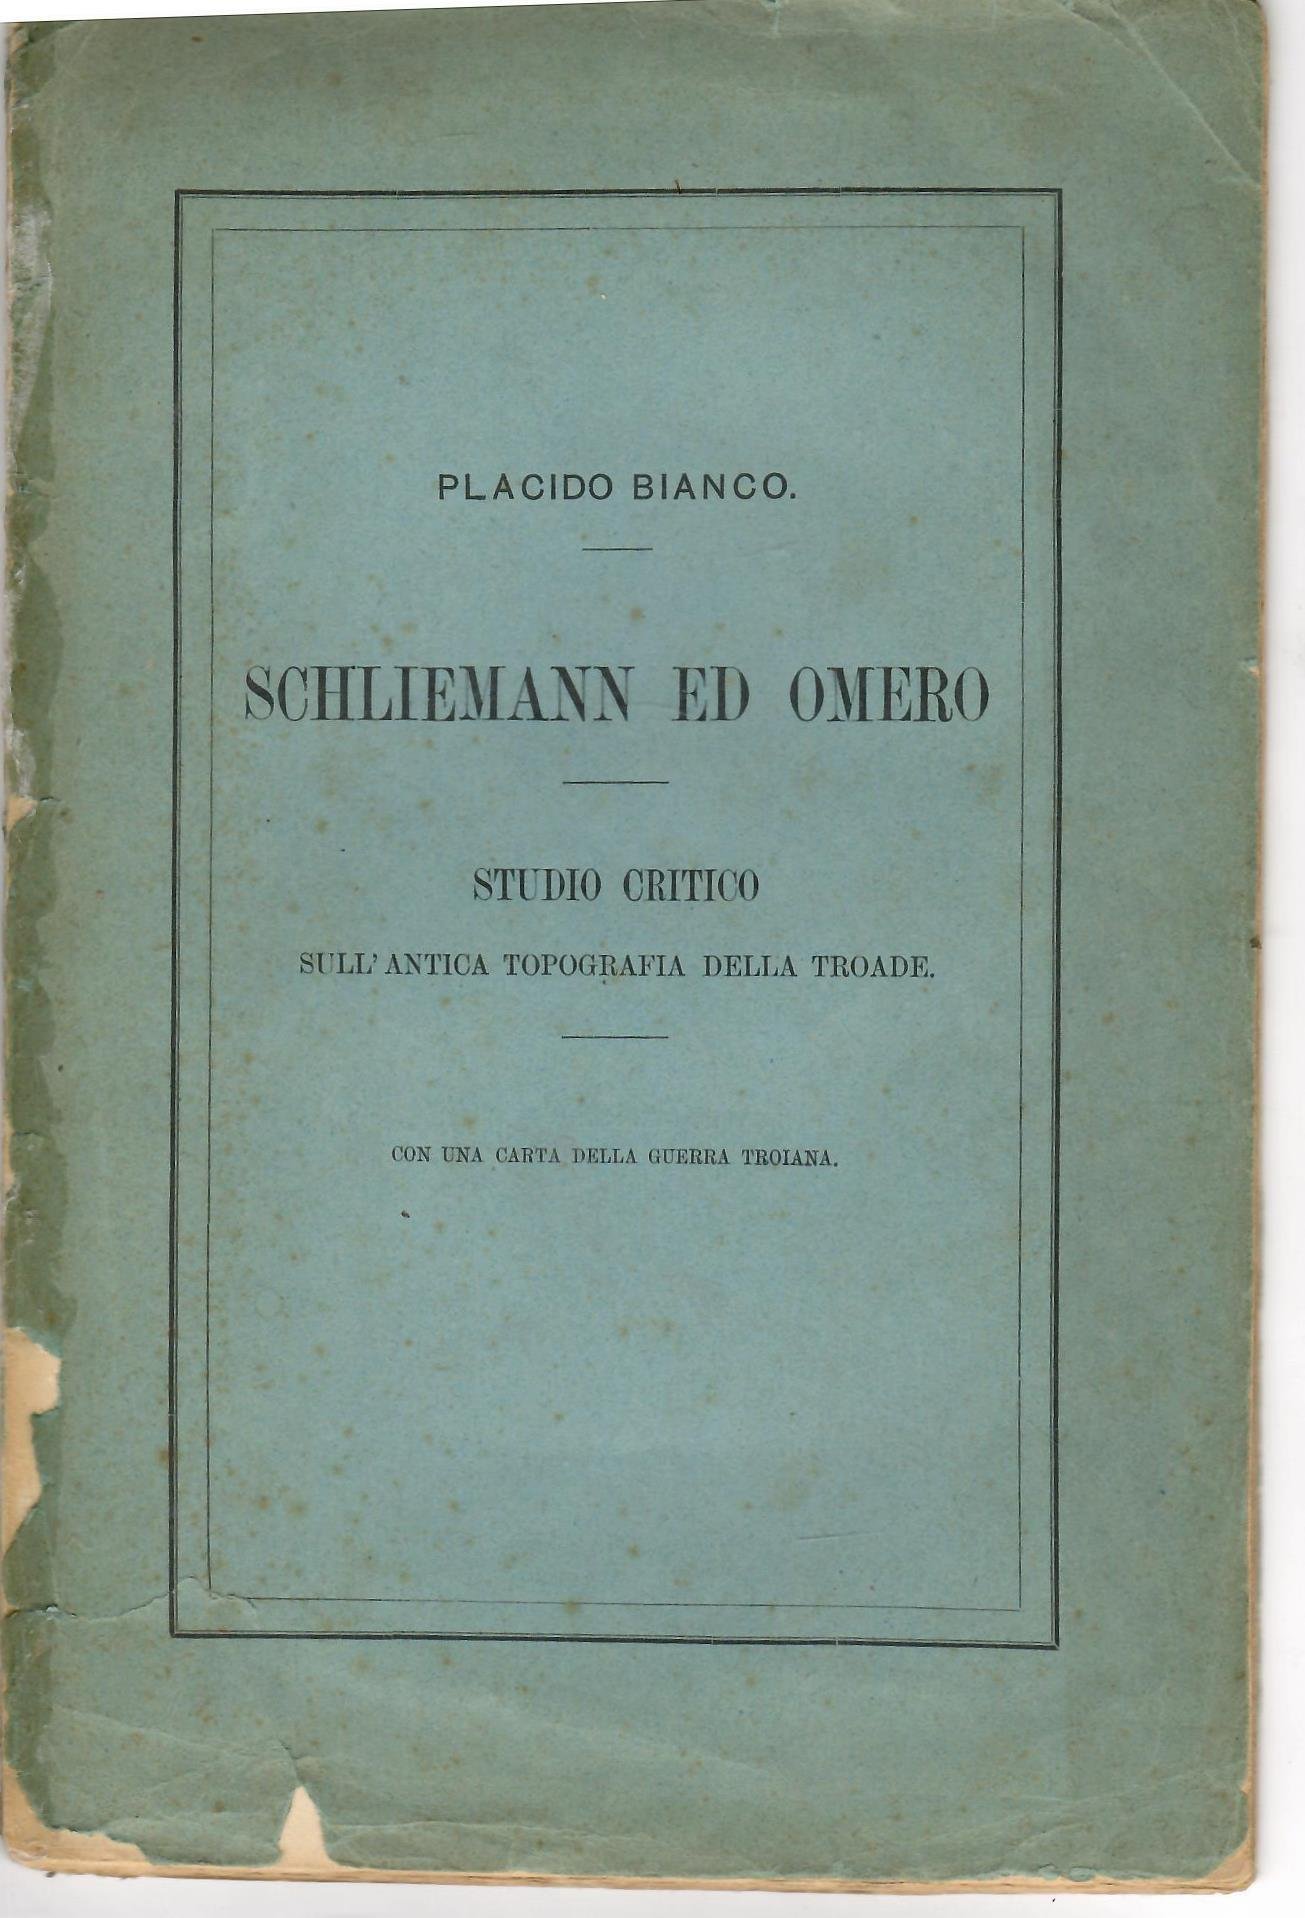 PLACIDO BIANCO.
SCHLIEMANN ED OMERO
STUDIO CRITICO
SULL' ANTICA TOPOGRAFIA DELLA TROADE.
CON UNA CARTA DELLA GUERRA TROIANA.